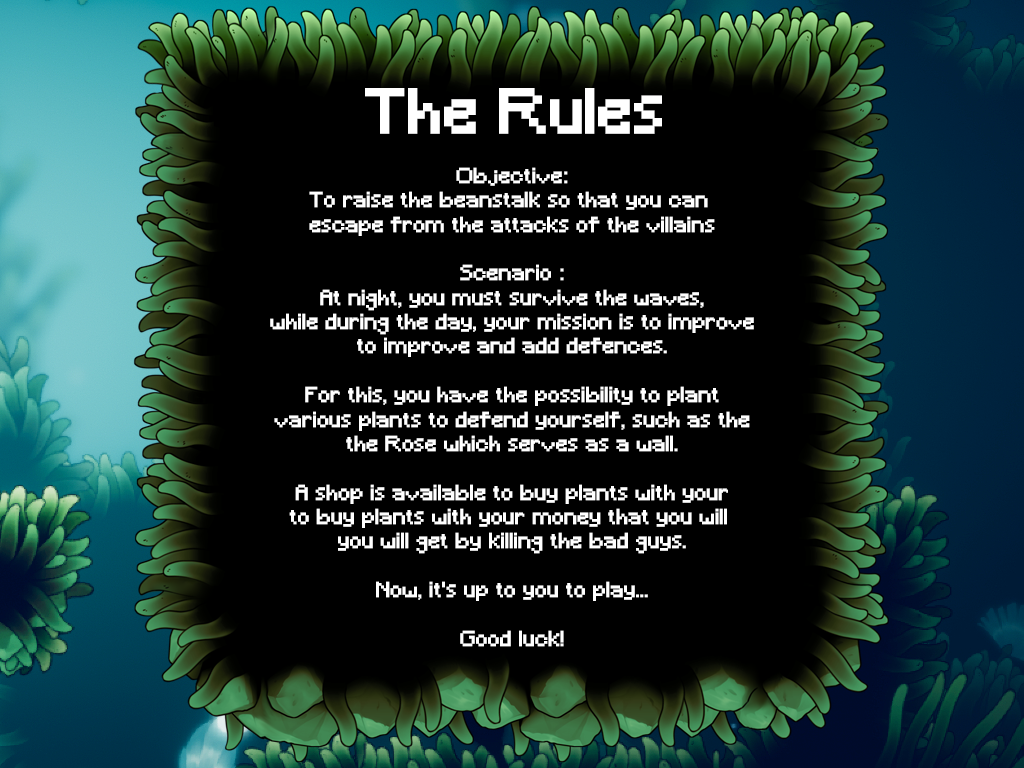 The Rules
Objective:
To raise the beanstalk so that you can
escape from the attacks of the villains
Scenario :
At night, you must survive the waves,
while during the day, your mission is to improve
to improve and add defences.
For this, you have the possibility to plant
various plants to defend yourself, such as the
the Rose which serves as a wall.
A shop is available to buy plants with your
to buy plants with your money that you will
you will get by killing the bad guys.
Now, it's up to you to play...
Good luck!